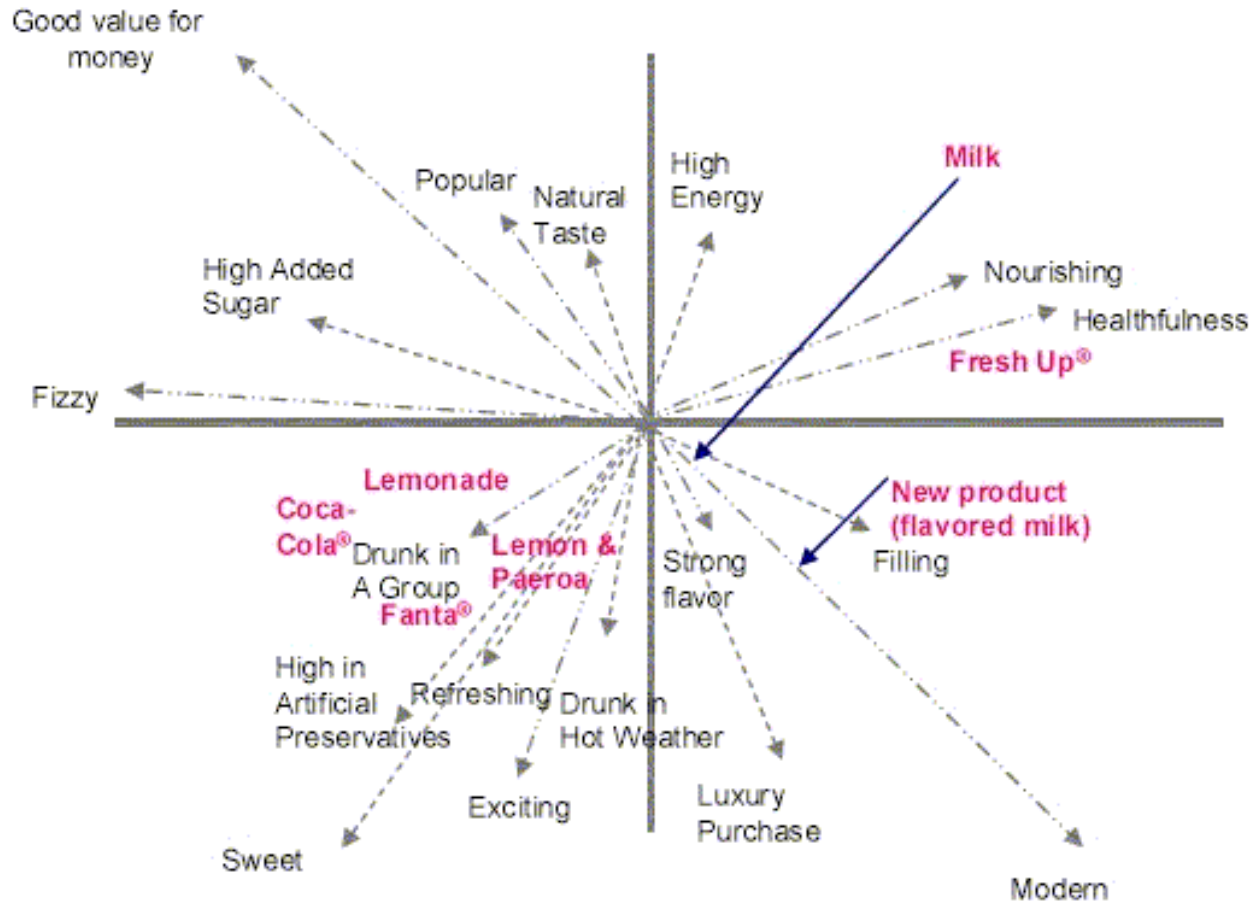 Good value for
money
Popular
Natural
Taste
High
Energy
Milk
High Added
Sugar
Nourishing
Healthfulness
Fresh Up®
Fizzy
Lemonade
Coca-
Cola®
Drunk in
A Group
Lemon &
Paeroa
Fanta®
Strong
flavor
New product
(flavored milk)
Filling
High in
Artificial
Preservatives
Refreshing
Drunk in
Hot Weather
Exciting
Luxury
Purchase
Sweet
Modern